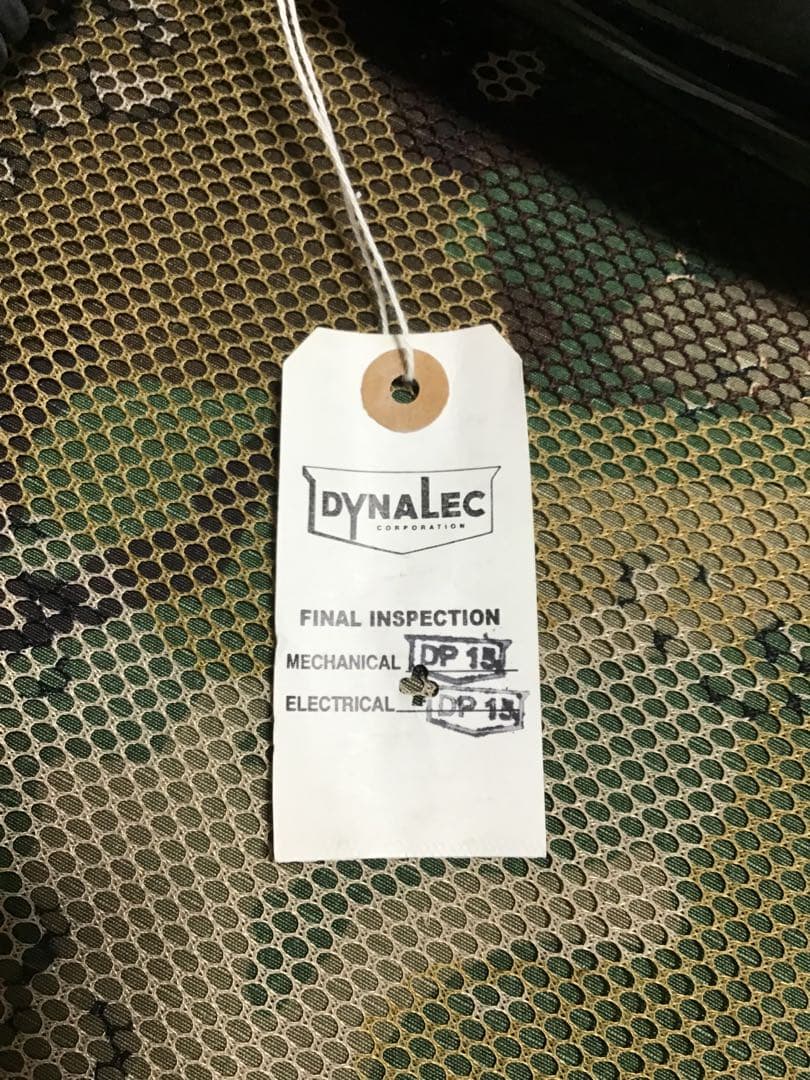 DYNALEC
CORPORATION
FINAL INSPECTION
MECHANICAL DP 15
ELECTRICAL DP 15